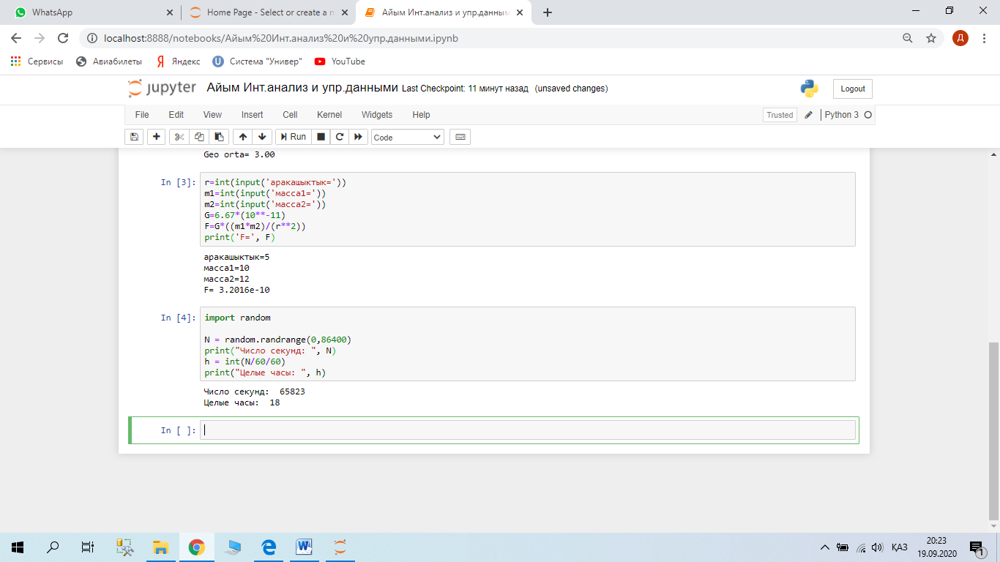 WhatsApp
Home Page - Select or create a n
Айым Инт.анализ и упр.данным
localhost:8888/notebooks/Айым%20Инт.анализ%20и%20упр.данными.ipynb
Д
Сервисы
Авиабилеты
Яндекс
Система "Универ"
YouTube
jupyter
Айым Инт.анализ и упр.данными Last Checkpoint: 11 минут назад (unsaved changes)
Logout
File Edit View Insert Cell Kernel Widgets Help
Trusted
Python 3
Run
Code
Geo orta= 3.00
In [3]:
r=int(input('аракашыктык='))
m1=int(input('масса1='))
m2=int(input('масса2='))
G=6.67*(10**-11)
F=G*((m1*m2)/(r**2))
print('F=', F)
аракашыктык=5
масса1=10
масса2=12
F= 3.2016e-10
In [4]:
import random
N = random.randrange(0,86400)
print("Число секунд: ", N)
h = int(N/60/60)
print("Целые часы: ", h)
Число секунд:  65823
Целые часы:  18
In [ ]:
ҚАЗ
20:23
19.09.2020
1